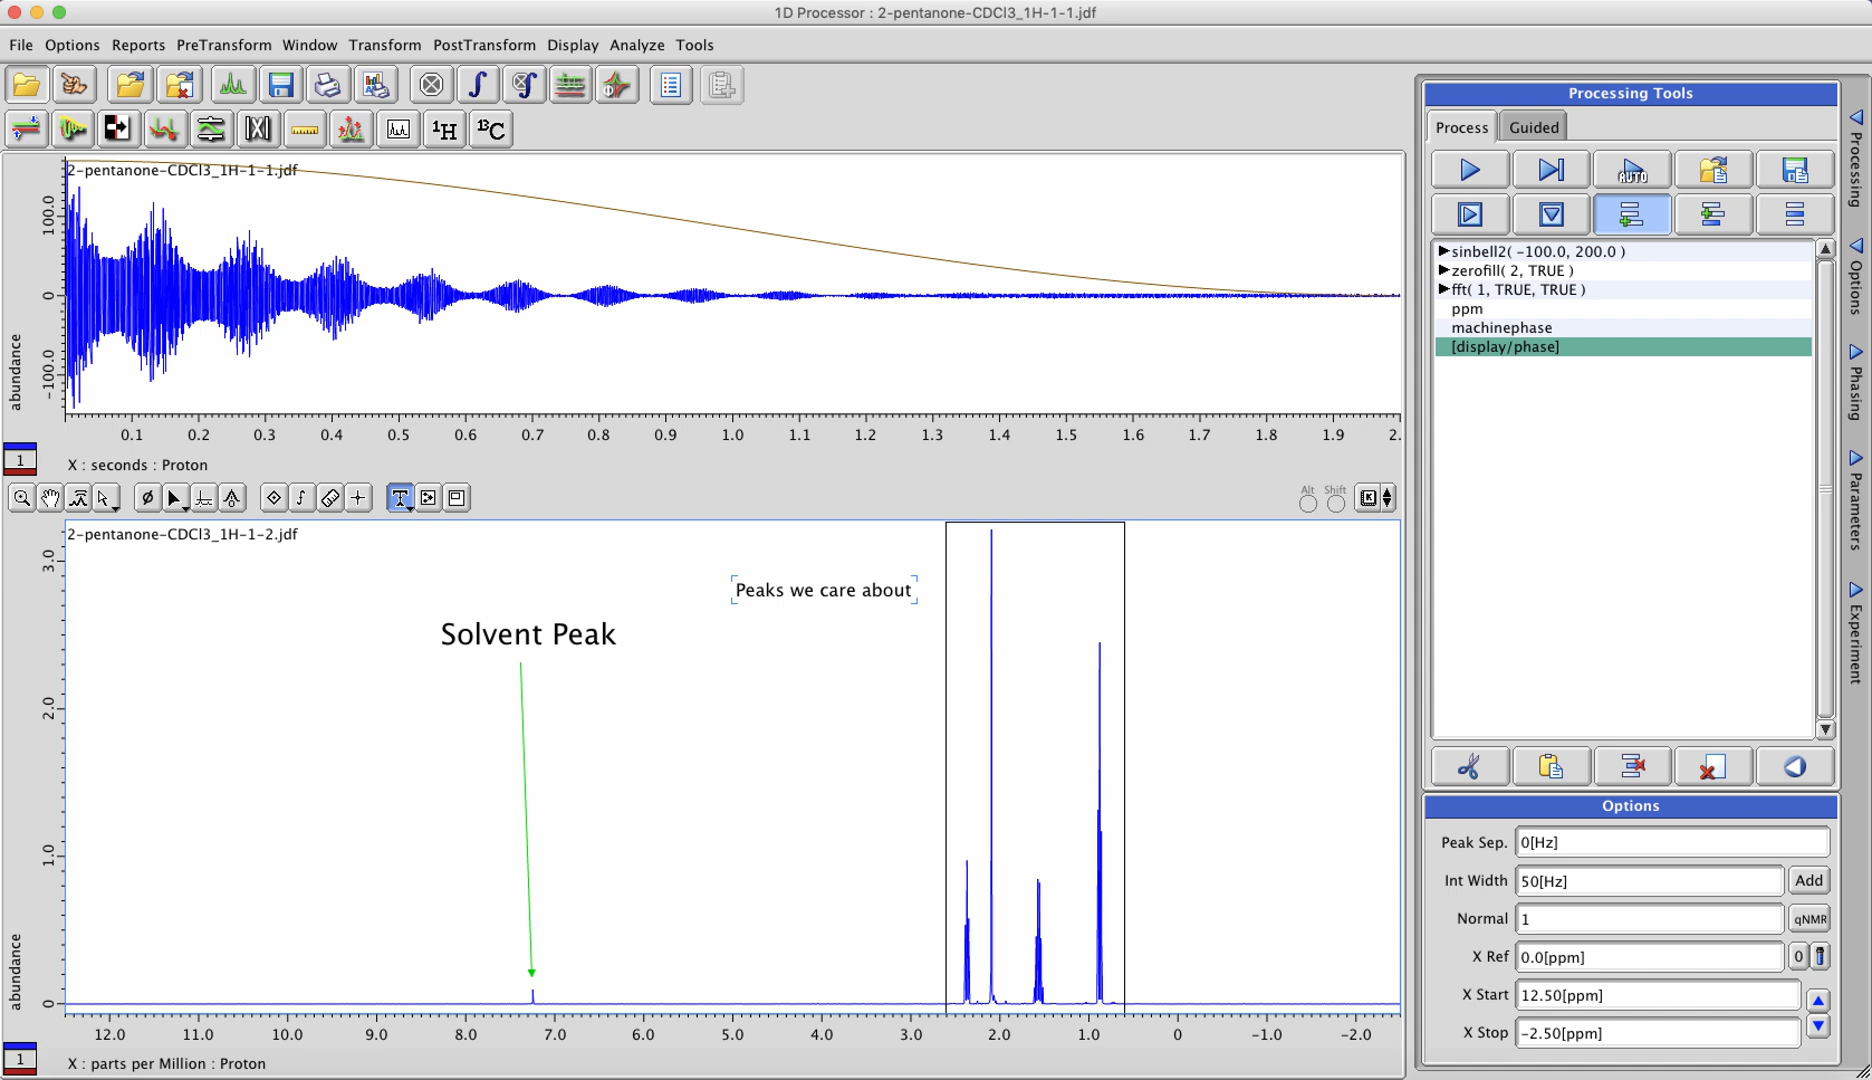 1D Processor : 2-pentanone-CDCl3_1H-1-1.jdf
File Options Reports PreTransform Window Transform PostTransform Display Analyze Tools
AUTO
1H 13C
Processing Tools
Process Guided
2-pentanone-CDCl3_1H-1-1.jdf
sinbell2( -100.0, 200.0 )
zerofill( 2, TRUE )
fft( 1, TRUE, TRUE )
ppm
machinephase
[display/phase]
abundance
100.0
0
-100.0
0.1 0.2 0.3 0.4 0.5 0.6 0.7 0.8 0.9 1.0 1.1 1.2 1.3 1.4 1.5 1.6 1.7 1.8 1.9 2.
1
X : seconds : Proton
Alt Shift
K
2-pentanone-CDCl3_1H-1-2.jdf
Peaks we care about
Solvent Peak
abundance
3.0
2.0
1.0
0
12.0 11.0 10.0 9.0 8.0 7.0 6.0 5.0 4.0 3.0 2.0 1.0 0 -1.0 -2.0
1
X : parts per Million : Proton
Options
Peak Sep. 0[Hz]
Int Width 50[Hz] Add
Normal 1 qNMR
X Ref 0.0[ppm] 0
X Start 12.50[ppm]
X Stop -2.50[ppm]
Processing
Options
Phasing
Parameters
Experiment